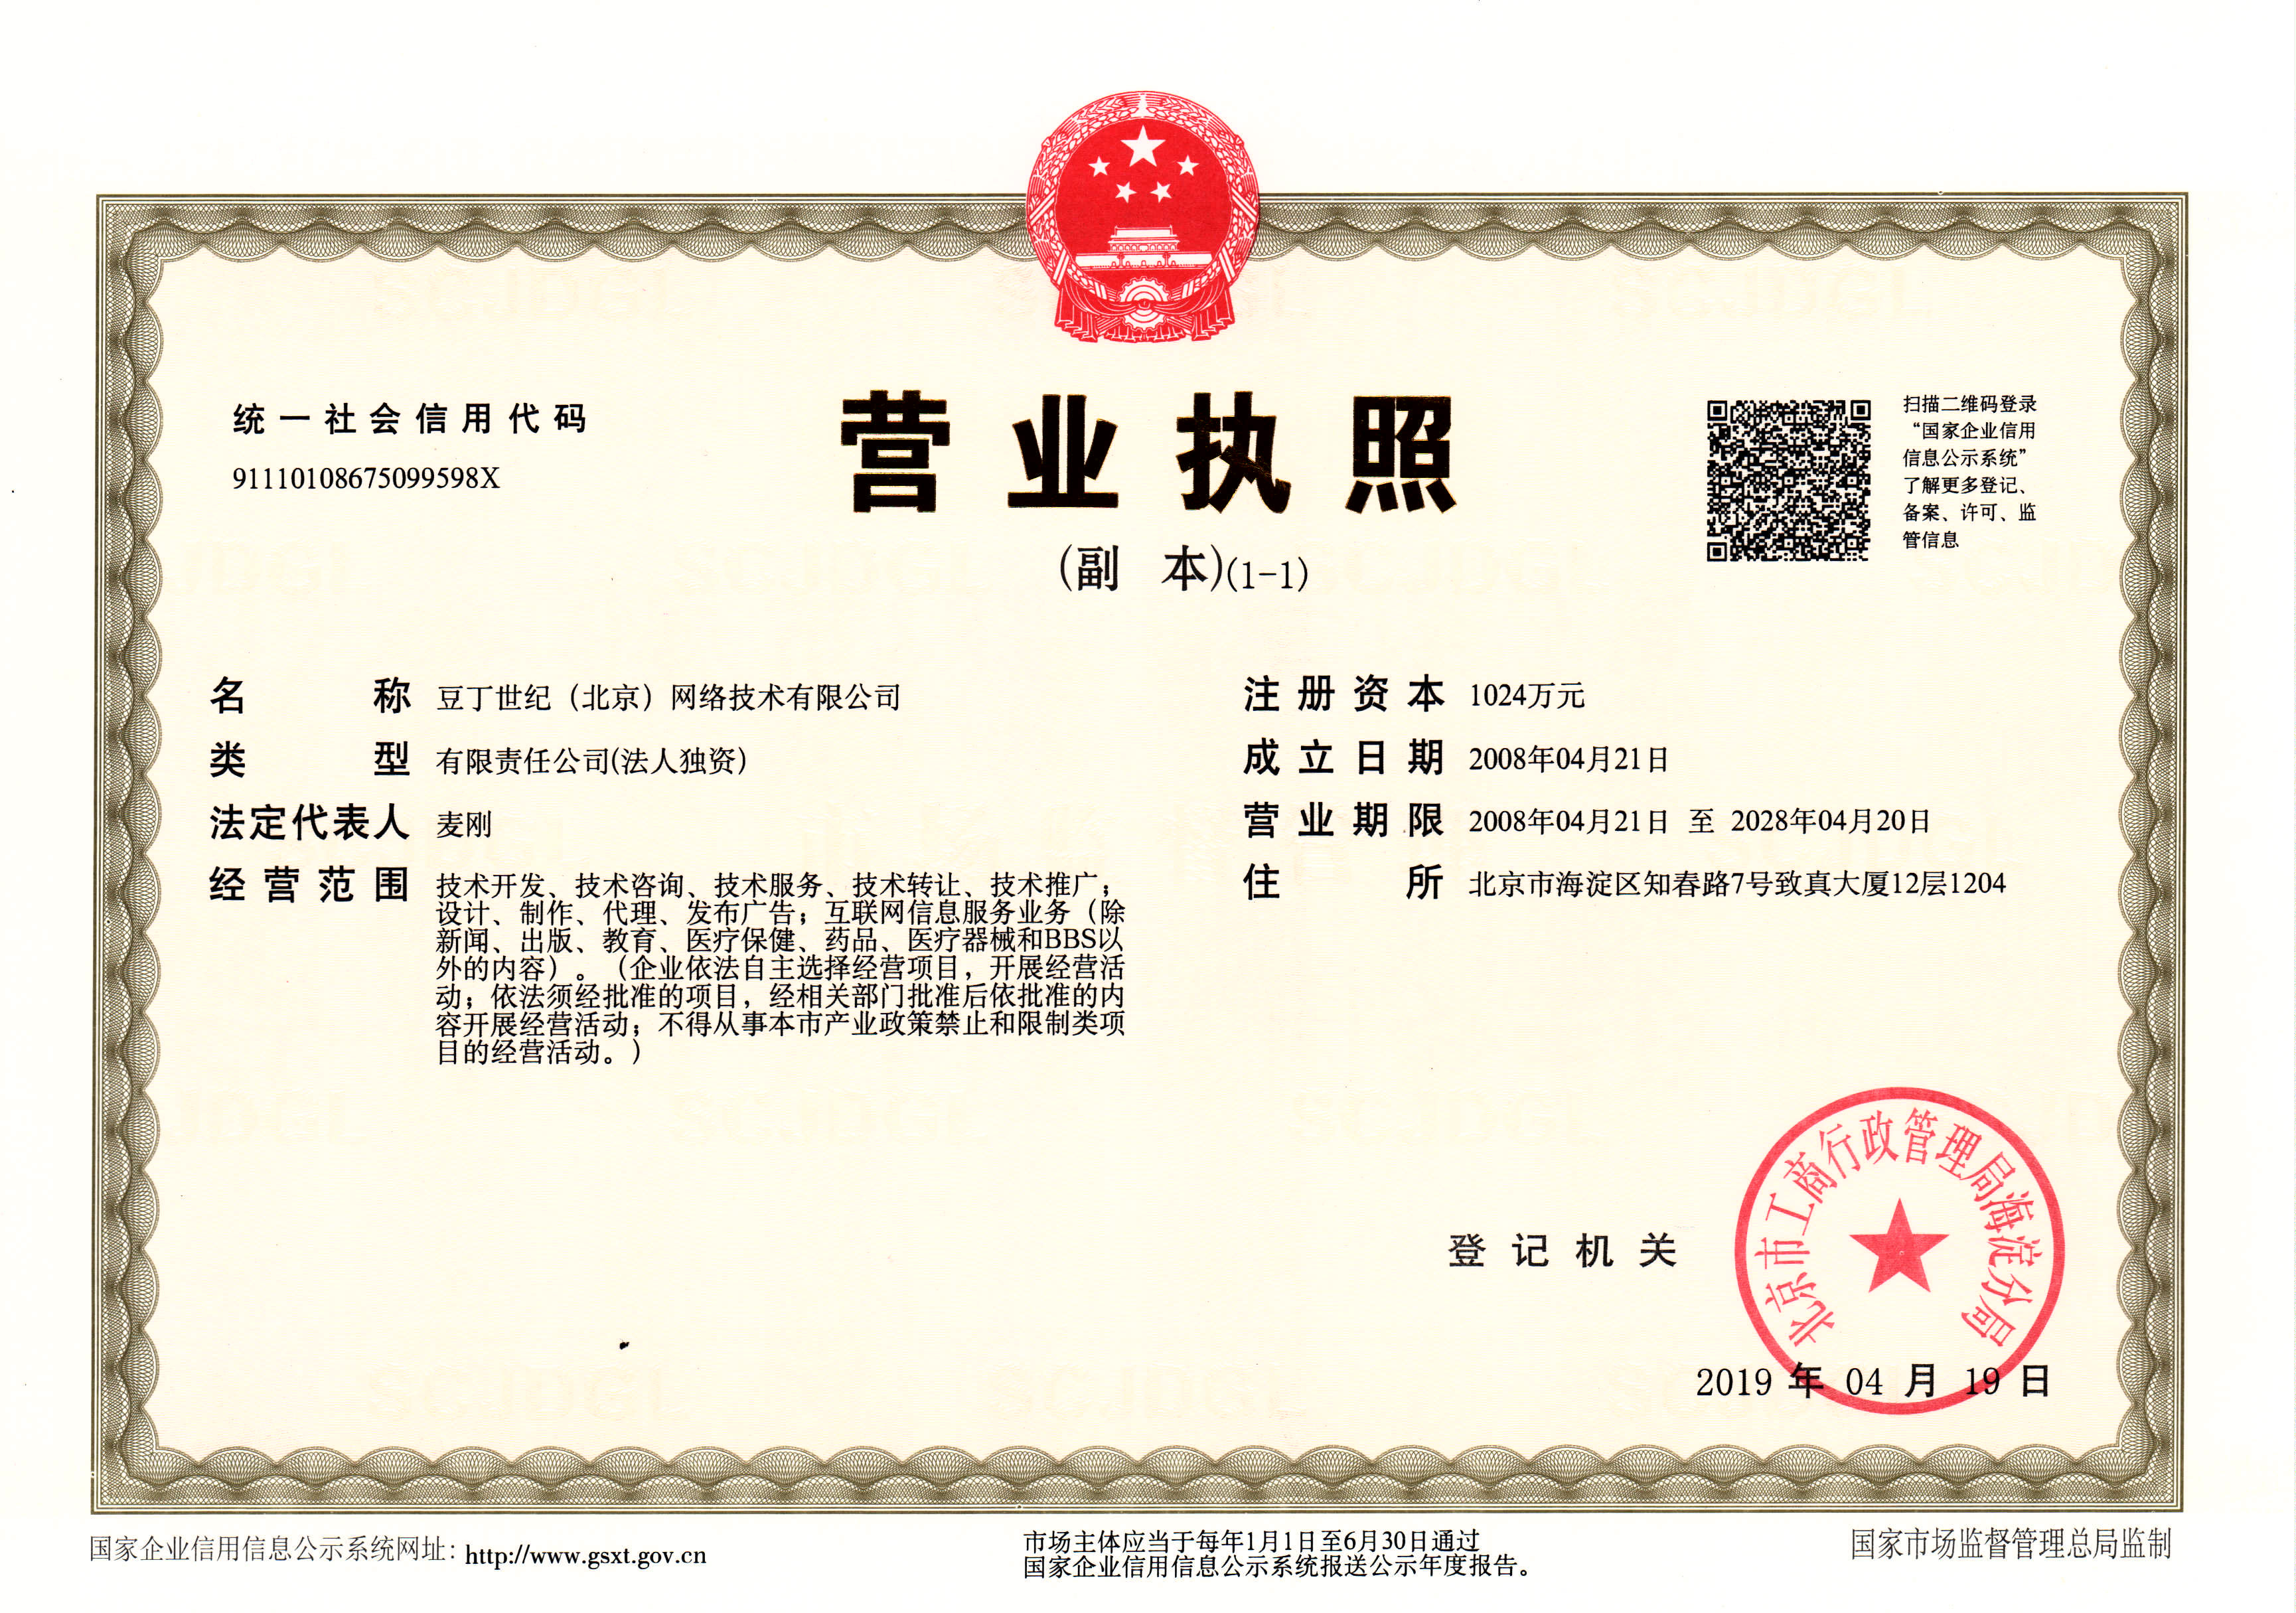 统一社会信用代码
91110108675099598X
营业执照
(副 本)(1-1)
扫描二维码登录
“国家企业信用
信息公示系统”
了解更多登记、
备案、许可、监
管信息
名称 豆丁世纪（北京）网络技术有限公司
类型 有限责任公司(法人独资)
法定代表人 麦刚
经营范围 技术开发、技术咨询、技术服务、技术转让、技术推广；
设计、制作、代理、发布广告；互联网信息服务业务（除
新闻、出版、教育、医疗保健、药品、医疗器械和BBS以
外的内容）。（企业依法自主选择经营项目，开展经营活
动；依法须经批准的项目，经相关部门批准后依批准的内
容开展经营活动；不得从事本市产业政策禁止和限制类项
目的经营活动。）
注册资本 1024万元
成立日期 2008年04月21日
营业期限 2008年04月21日 至 2028年04月20日
住所 北京市海淀区知春路7号致真大厦12层1204
登记机关
北京市工商行政管理局海淀分局
2019 年 04 月 19 日
国家企业信用信息公示系统网址：http://www.gsxt.gov.cn
市场主体应当于每年1月1日至6月30日通过
国家企业信用信息公示系统报送公示年度报告。
国家市场监督管理总局监制